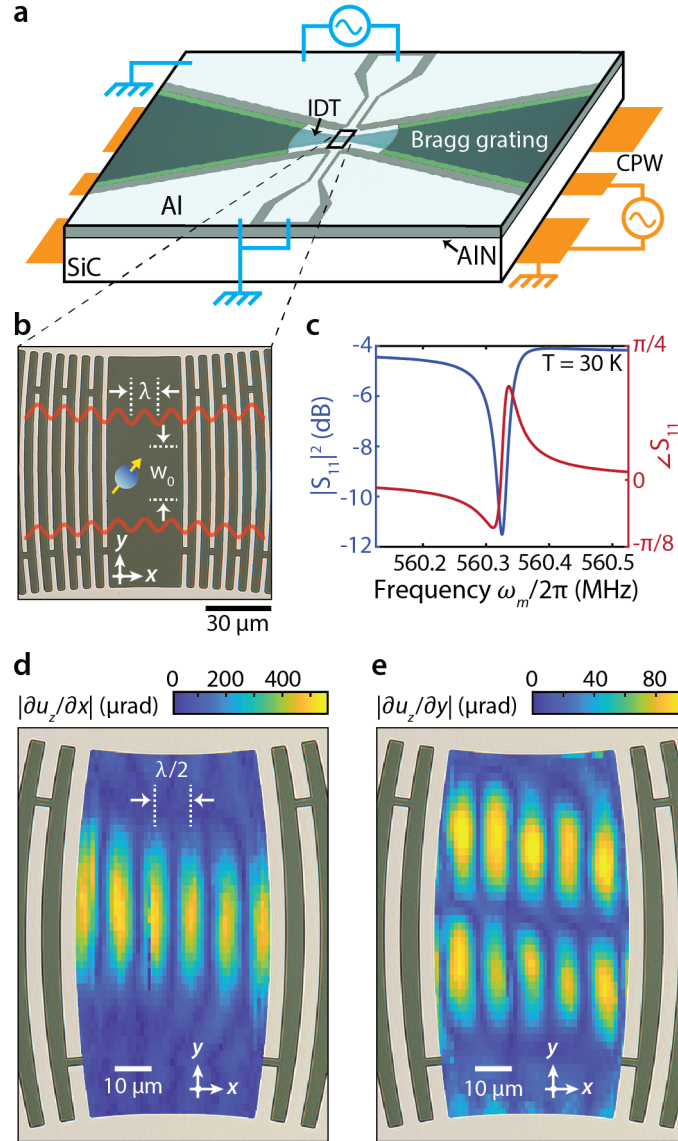 a
IDT
Bragg grating
CPW
Al
AlN
SiC
b
λ
w₀
y
x
30 μm
c
T = 30 K
-4
-6
-8
-10
-12
|S₁₁|² (dB)
π/4
0
-π/8
∠S₁₁
560.2 560.3 560.4 560.5
Frequency ωₘ/2π (MHz)
d
0 200 400
|∂u_z/∂x| (μrad)
λ/2
10 μm
y
x
e
0 40 80
|∂u_z/∂y| (μrad)
10 μm
y
x